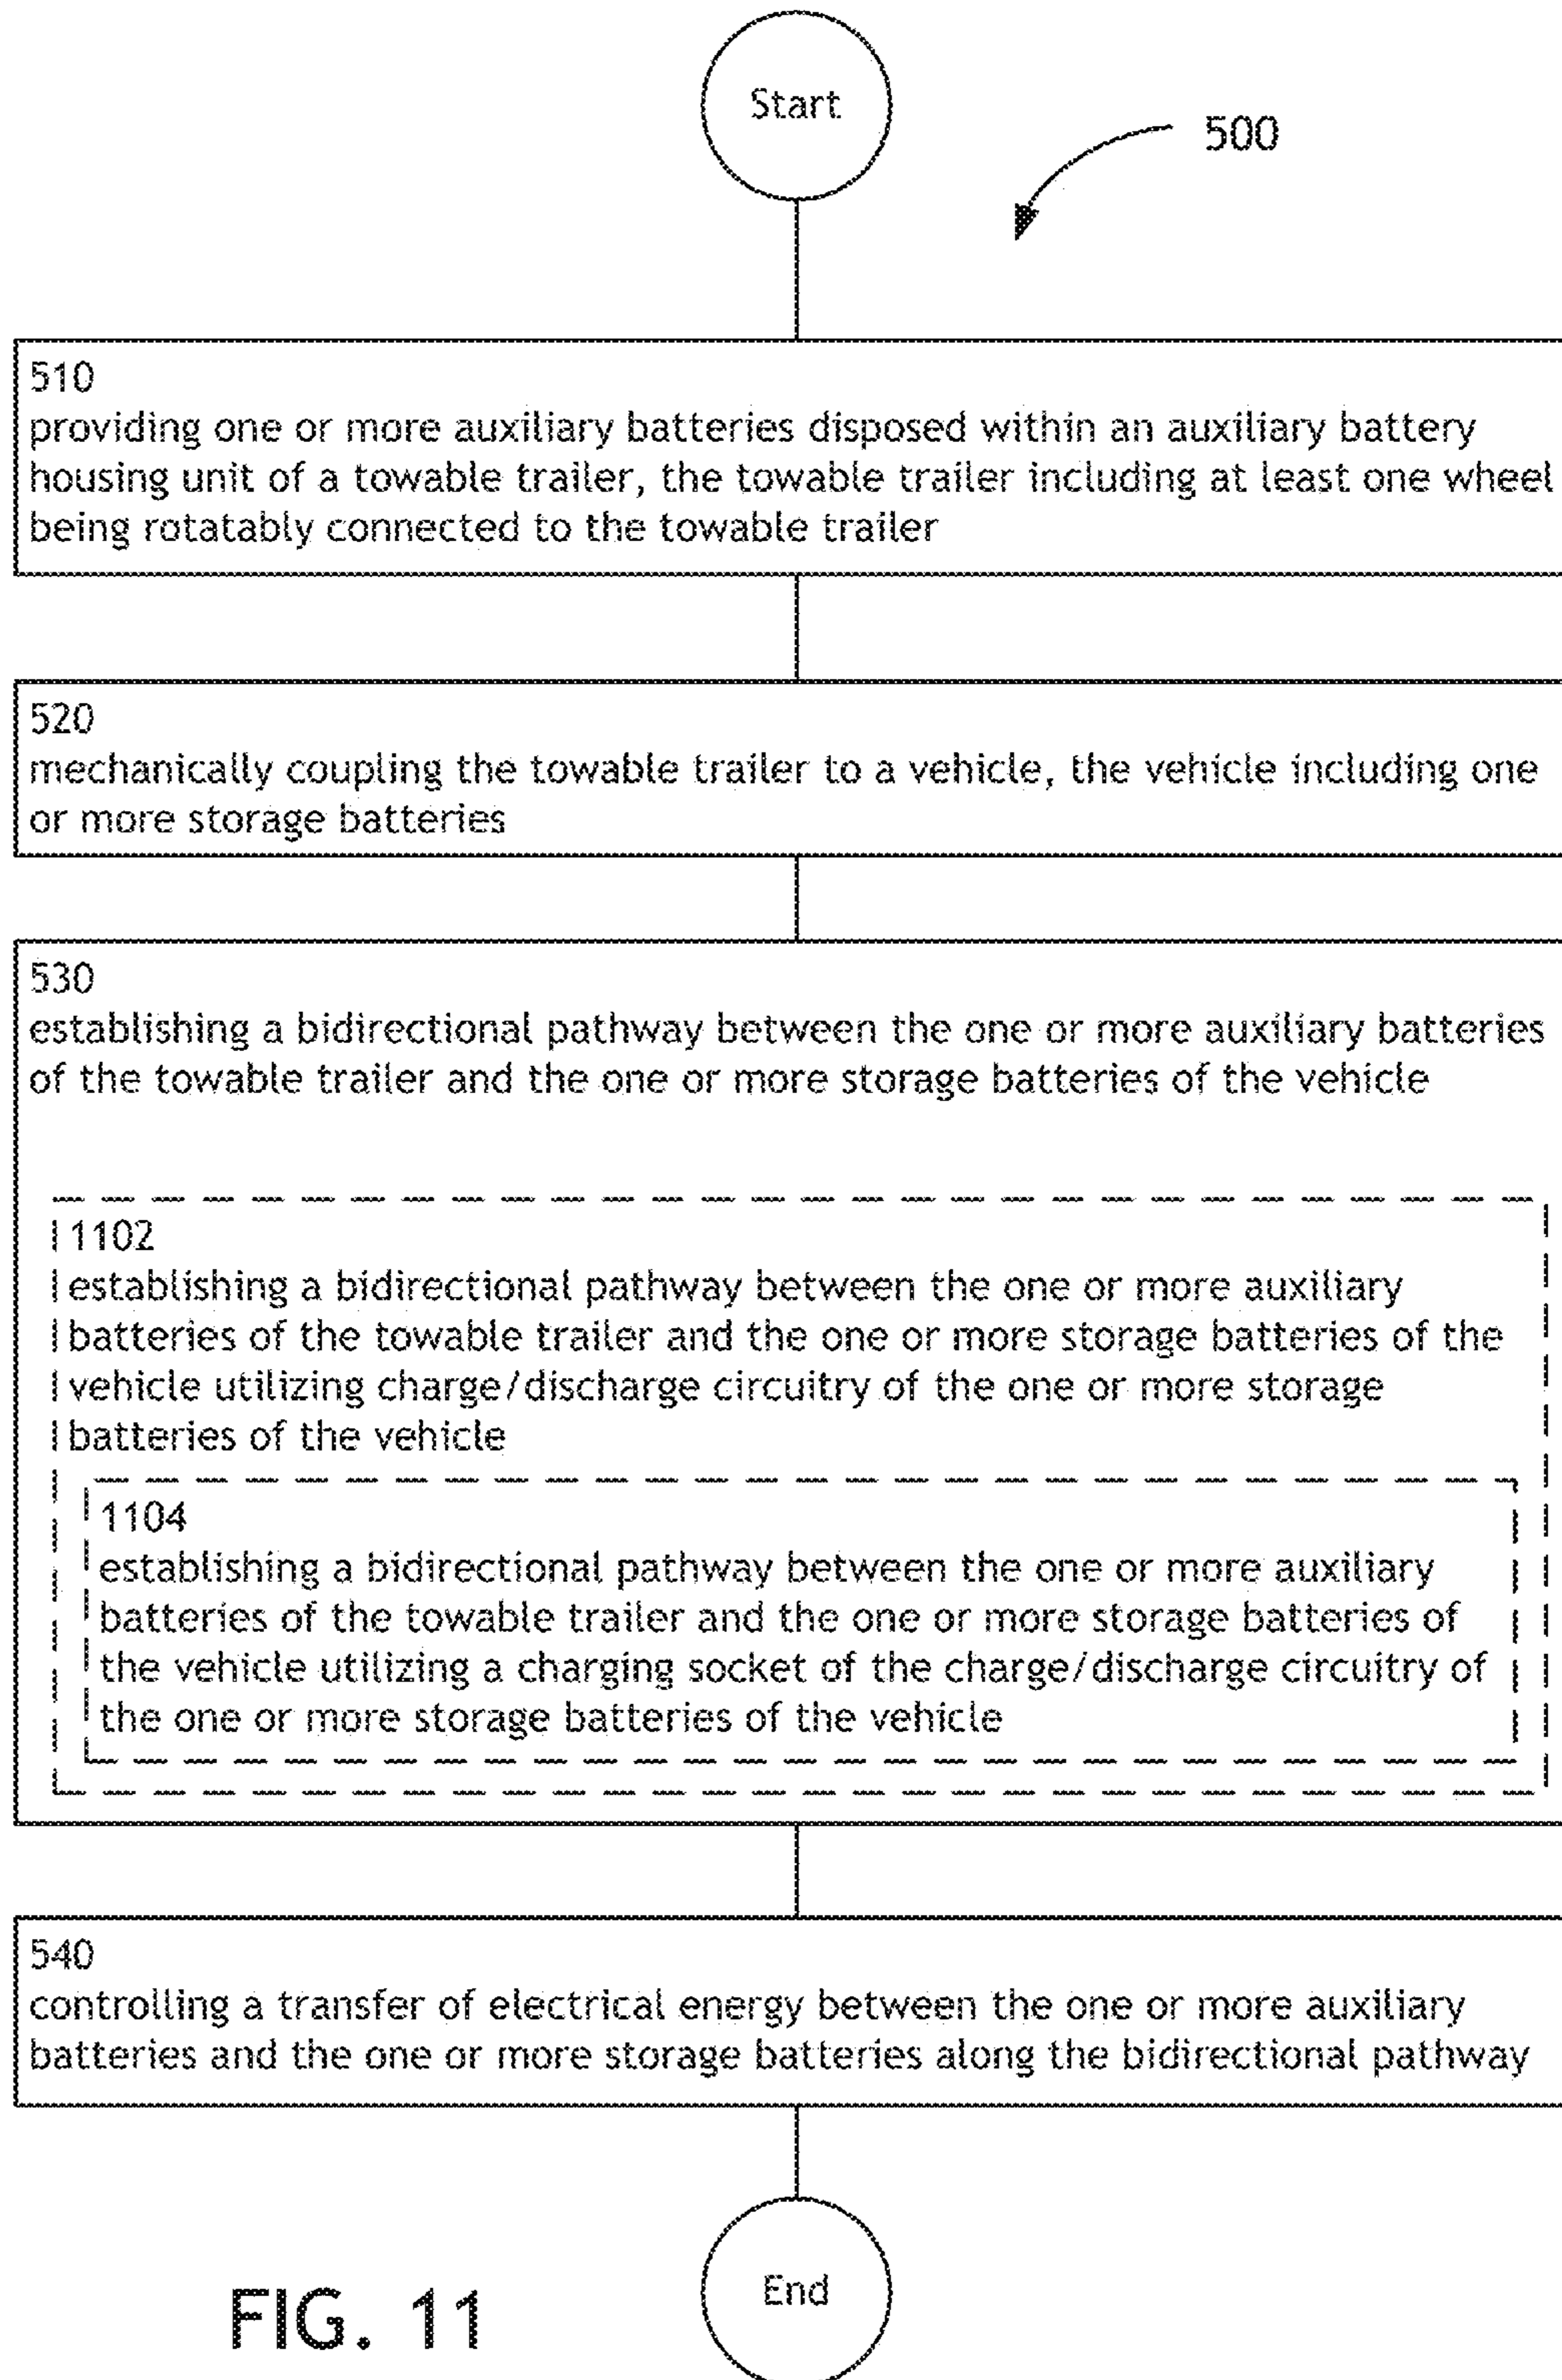 Start
500
510
providing one or more auxiliary batteries disposed within an auxiliary battery
housing unit of a towable trailer, the towable trailer including at least one wheel
being rotatably connected to the towable trailer
520
mechanically coupling the towable trailer to a vehicle, the vehicle including one
or more storage batteries
530
establishing a bidirectional pathway between the one or more auxiliary batteries
of the towable trailer and the one or more storage batteries of the vehicle
1102
establishing a bidirectional pathway between the one or more auxiliary
batteries of the towable trailer and the one or more storage batteries of the
vehicle utilizing charge/discharge circuitry of the one or more storage
batteries of the vehicle
1104
establishing a bidirectional pathway between the one or more auxiliary
batteries of the towable trailer and the one or more storage batteries of
the vehicle utilizing a charging socket of the charge/discharge circuitry of
the one or more storage batteries of the vehicle
540
controlling a transfer of electrical energy between the one or more auxiliary
batteries and the one or more storage batteries along the bidirectional pathway
End
FIG. 11